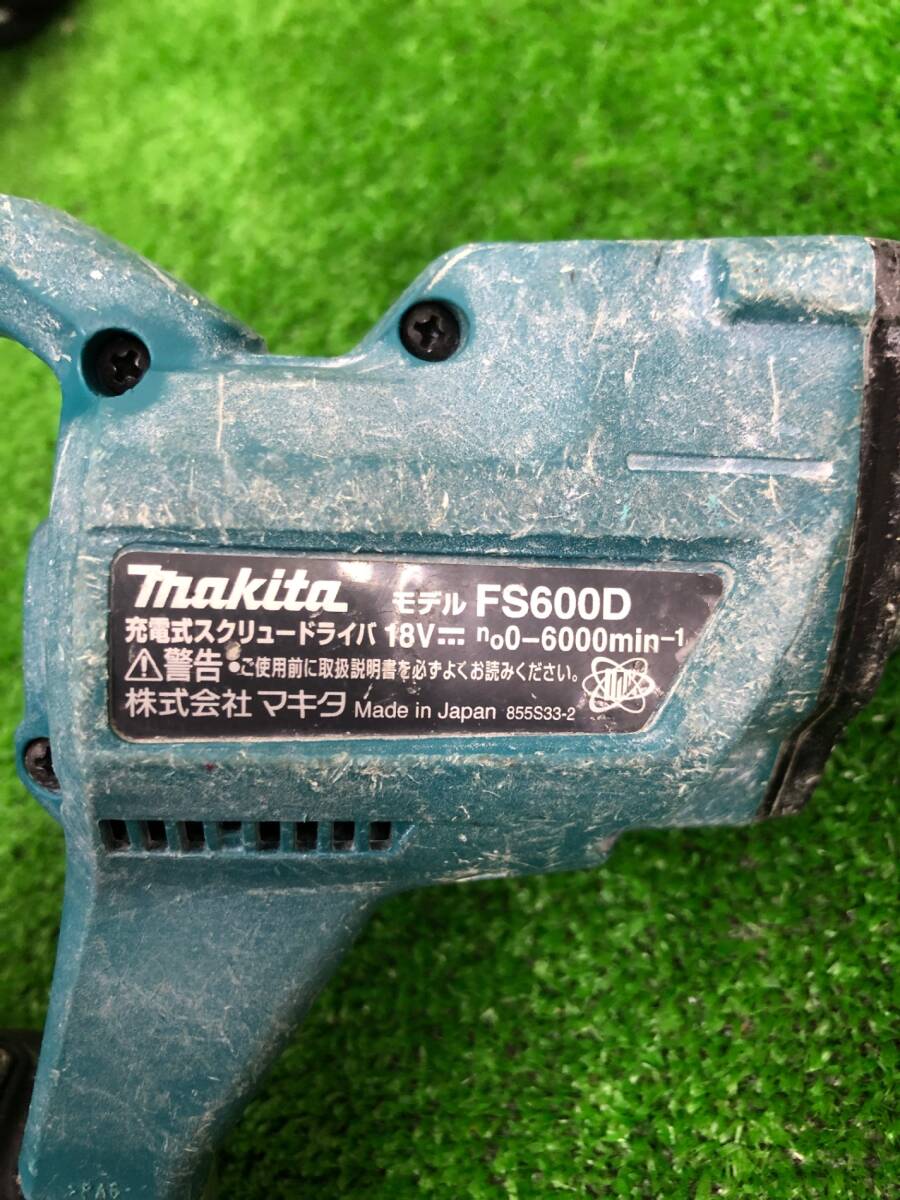 makita モデル FS600D
充電式スクリュードライバ 18V⎓ n₀0-6000min⁻¹
⚠警告 ●ご使用前に取扱説明書を必ずよくお読みください。
株式会社 マキタ Made in Japan 855S33-2
>PA6-